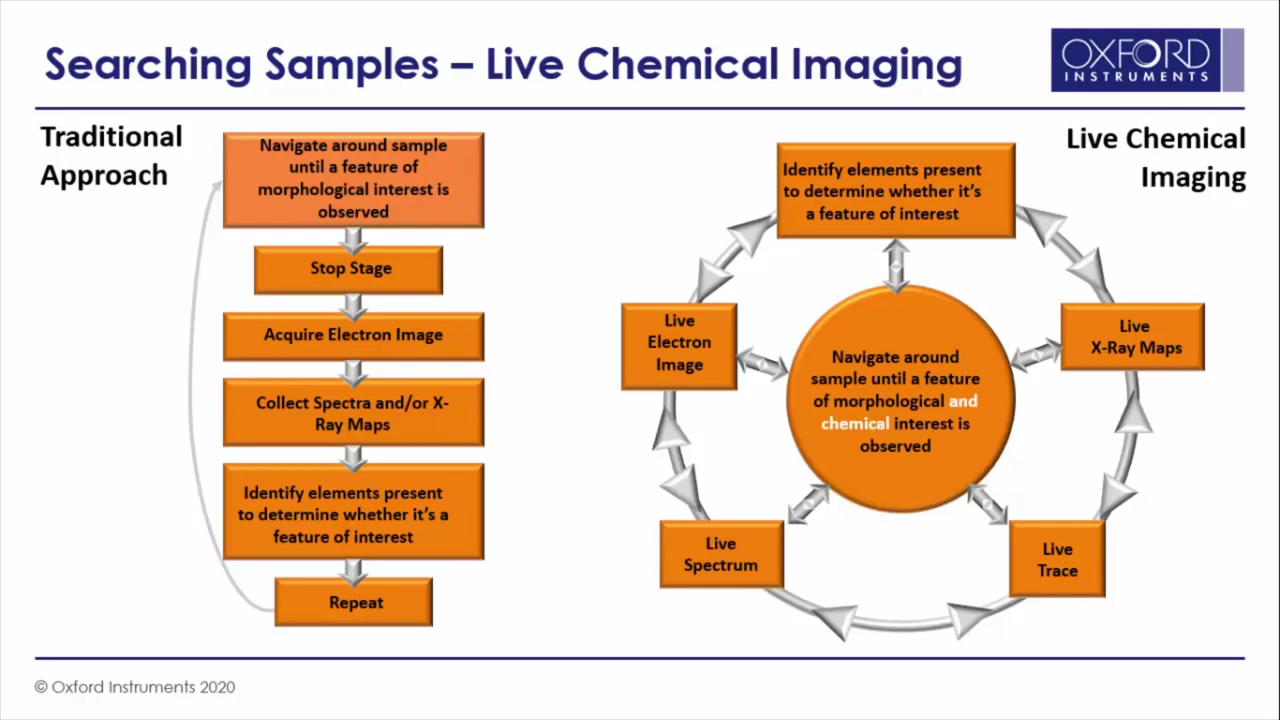 Searching Samples – Live Chemical Imaging
OXFORD
INSTRUMENTS
Traditional
Approach
Navigate around sample
until a feature of
morphological interest is
observed
Stop Stage
Acquire Electron Image
Collect Spectra and/or X-
Ray Maps
Identify elements present
to determine whether it's a
feature of interest
Repeat
Live Chemical
Imaging
Identify elements present
to determine whether it's
a feature of interest
Live
Electron
Image
Live
X-Ray Maps
Navigate around
sample until a feature
of morphological and
chemical interest is
observed
Live
Spectrum
Live
Trace
© Oxford Instruments 2020